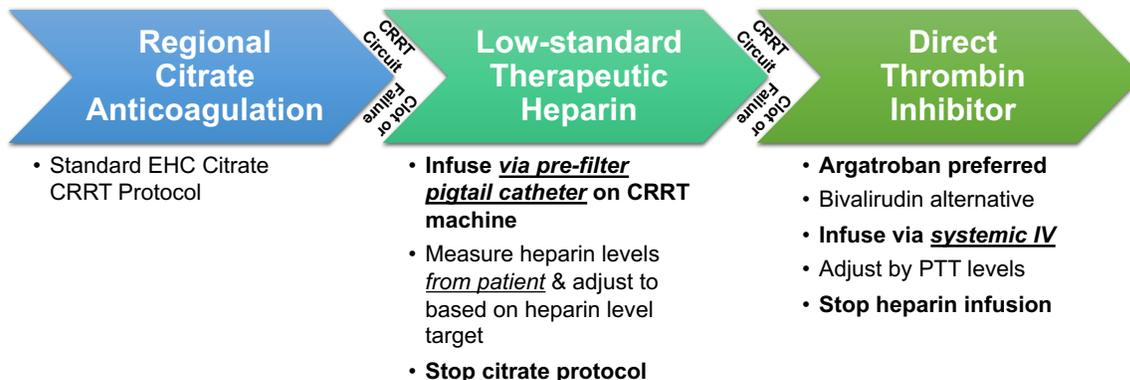 Regional
Citrate
Anticoagulation
CRRT
Circuit
Clot or
Failure
Low-standard
Therapeutic
Heparin
CRRT
Circuit
Clot or
Failure
Direct
Thrombin
Inhibitor
• Standard EHC Citrate
CRRT Protocol
• Infuse via pre-filter
pigtail catheter on CRRT
machine
• Measure heparin levels
from patient & adjust to
based on heparin level
target
• Stop citrate protocol
• Argatroban preferred
• Bivalirudin alternative
• Infuse via systemic IV
• Adjust by PTT levels
• Stop heparin infusion